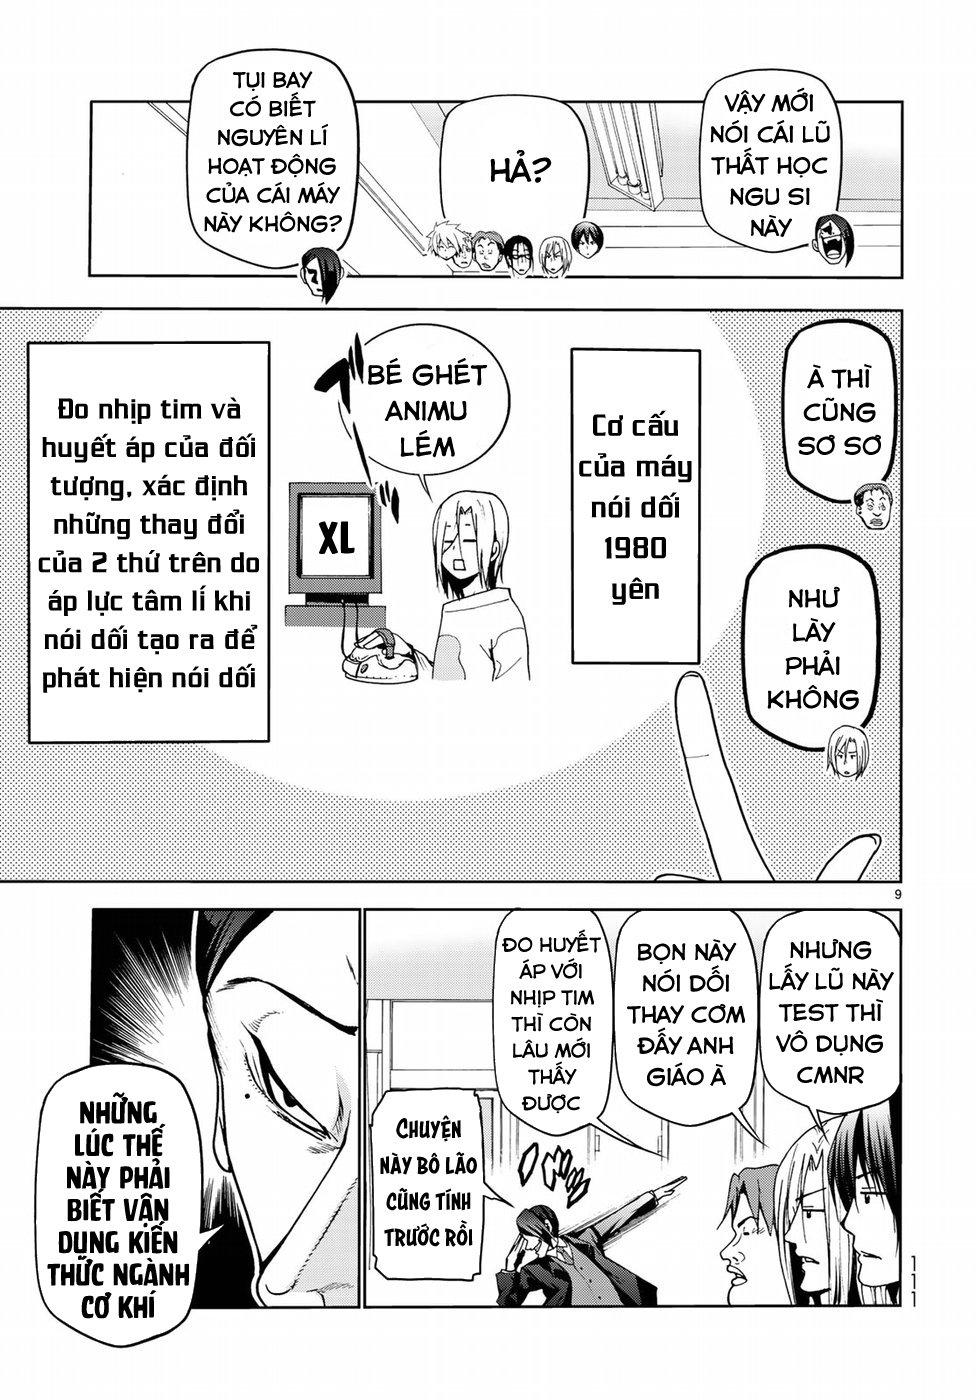 VẬY MỚI
NÓI CÁI LŨ
THẤT HỌC
NGU SI
NÀY
HẢ?
TỤI BAY
CÓ BIẾT
NGUYÊN LÍ
HOẠT ĐỘNG
CỦA CÁI MÁY
NÀY KHÔNG?
À THÌ
CŨNG
SƠ SƠ
NHƯ
LÀY
PHẢI
KHÔNG
Cơ cấu
của máy
nói dối
1980
yên
BÉ GHÉT
ANIMU
LÉM
XL
Đo nhịp tim và
huyết áp của đối
tượng, xác định
những thay đổi
của 2 thứ trên do
áp lực tâm lí khi
nói dối tạo ra để
phát hiện nói dối
9
NHƯNG
LẤY LŨ NÀY
TEST THÌ
VÔ DỤNG
CMNR
BỌN NÀY
NÓI DỐI
THAY CƠM
ĐẤY ANH
GIÁO À
ĐO HUYẾT
ÁP VỚI
NHỊP TIM
THÌ CÒN
LÂU MỚI
THẤY
ĐƯỢC
CHUYỆN
NÀY BÔ LÃO
CŨNG TÍNH
TRƯỚC RỒI
NHỮNG
LÚC THẾ
NÀY PHẢI
BIẾT VẬN
DỤNG KIẾN
THỨC NGÀNH
CƠ KHÍ
111